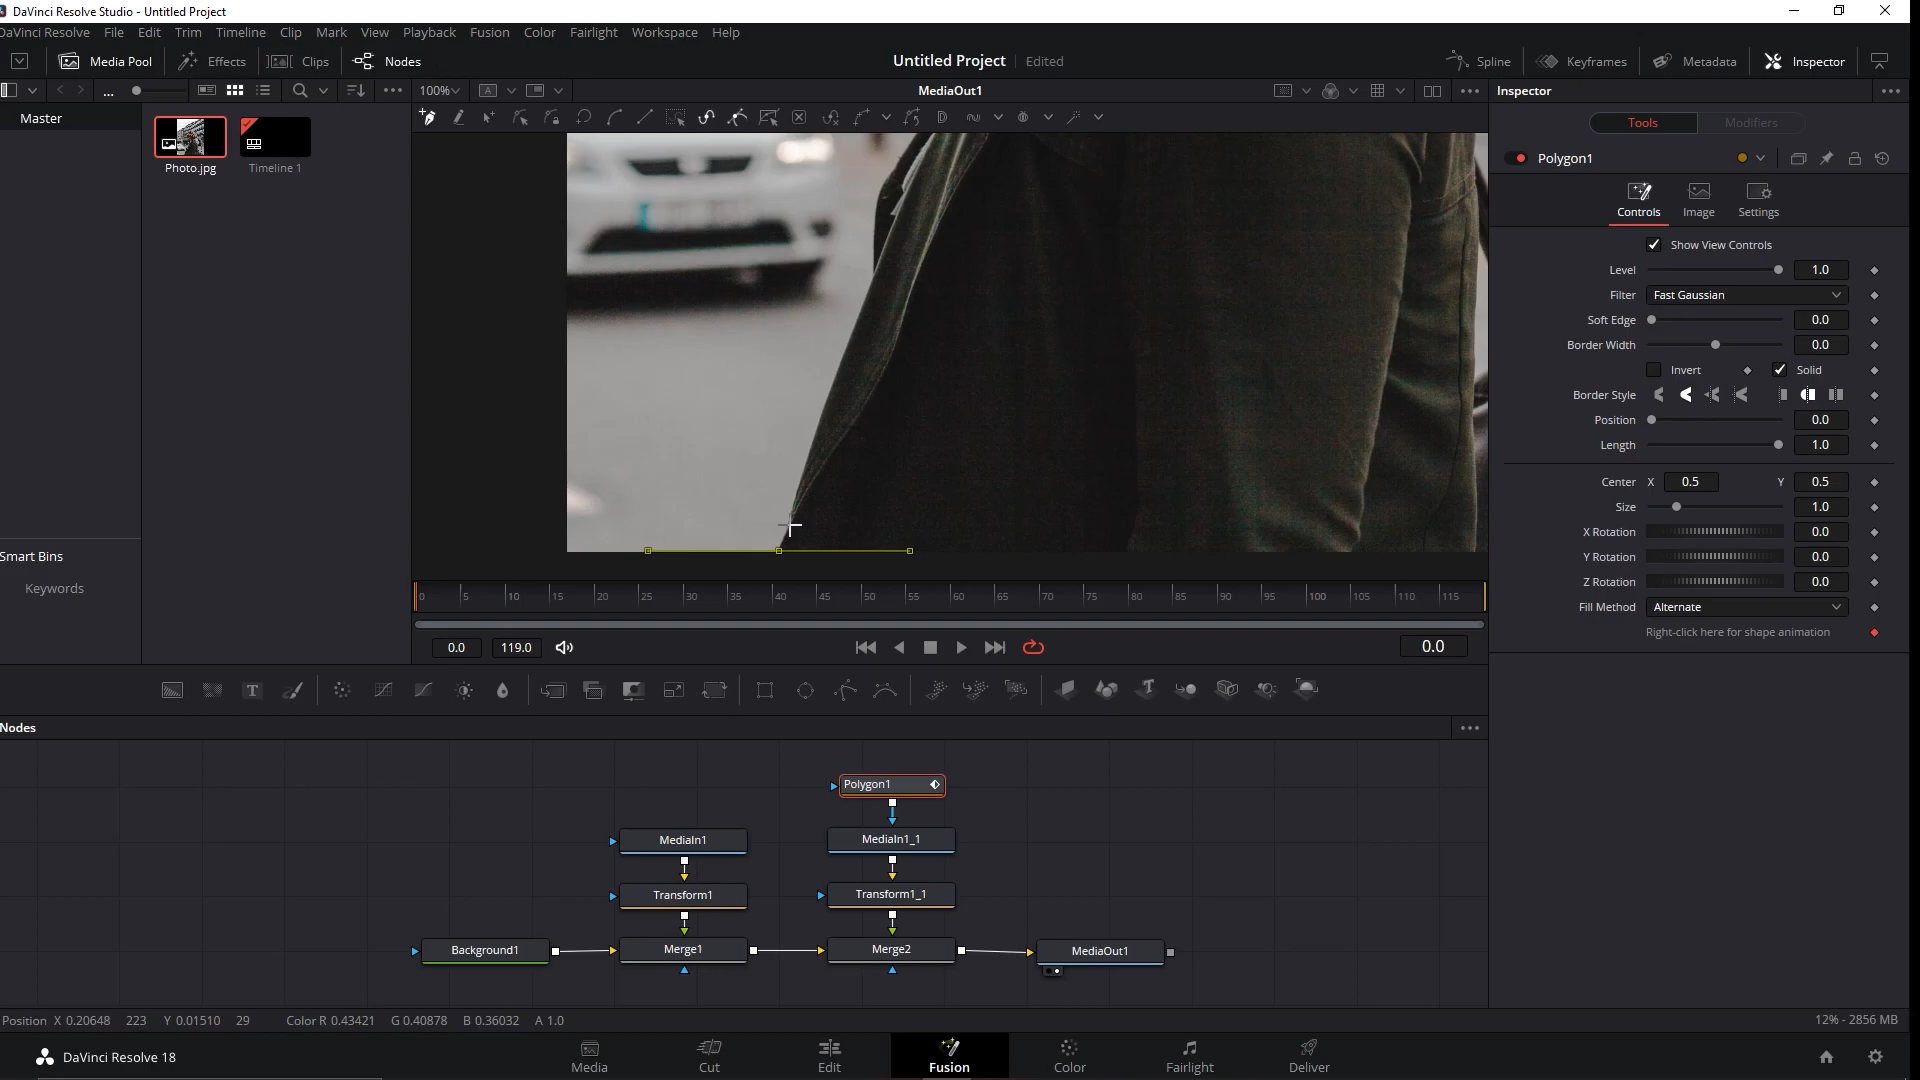 DaVinci Resolve Studio - Untitled Project
DaVinci Resolve File Edit Trim Timeline Clip Mark View Playback Fusion Color Fairlight Workspace Help
Media Pool Effects Clips Nodes Untitled Project Edited Spline Keyframes Metadata Inspector
... 100% A MediaOut1 Inspector
Master
Photo.jpg
Timeline 1
Smart Bins
Keywords
Tools Modifiers
Polygon1
Controls Image Settings
Show View Controls
Level 1.0
Filter Fast Gaussian
Soft Edge 0.0
Border Width 0.0
Invert Solid
Border Style
Position 0.0
Length 1.0
Center X 0.5 Y 0.5
Size 1.0
X Rotation 0.0
Y Rotation 0.0
Z Rotation 0.0
Fill Method Alternate
Right-click here for shape animation
0 5 10 15 20 25 30 35 40 45 50 55 60 65 70 75 80 85 90 95 100 105 110 115
0.0 119.0 0.0
T T
Nodes
Polygon1
MediaIn1 MediaIn1_1
Transform1 Transform1_1
Background1 Merge1 Merge2 MediaOut1
Position X 0.20648 223 Y 0.01510 29 Color R 0.43421 G 0.40878 B 0.36032 A 1.0 12% - 2856 MB
DaVinci Resolve 18 Media Cut Edit Fusion Color Fairlight Deliver